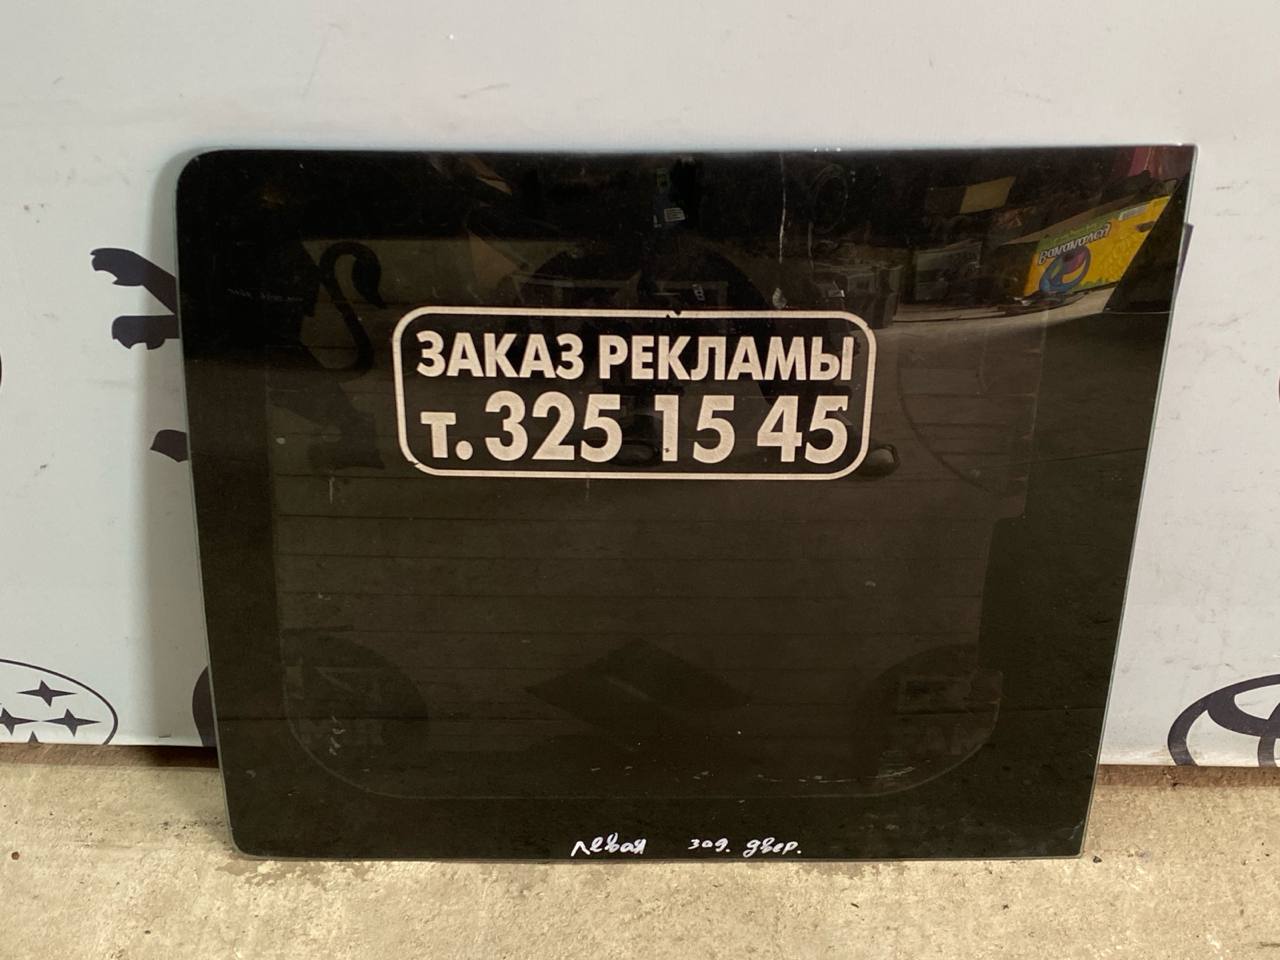 ЗАКАЗ РЕКЛАМЫ
т. 325 15 45
левая зад. двер.